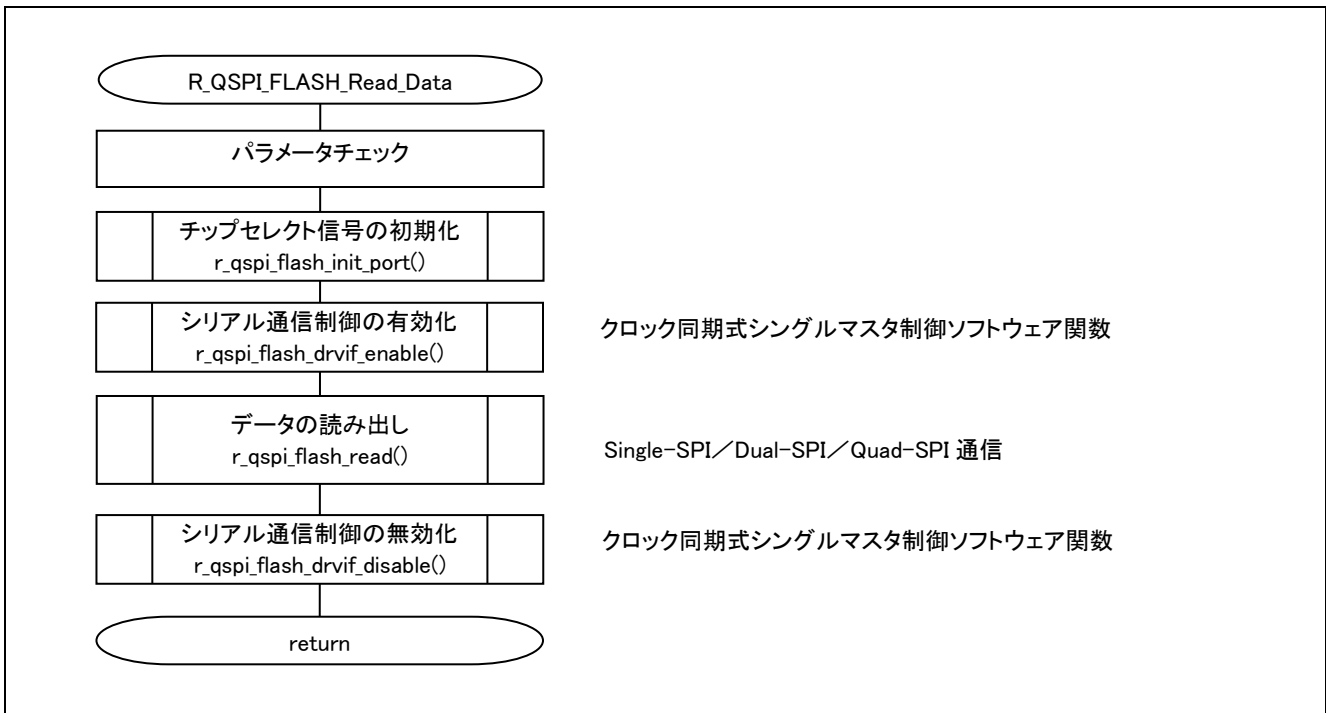 R_QSPI_FLASH_Read_Data
パラメータチェック
チップセレクト信号の初期化
r_qspi_flash_init_port()
シリアル通信制御の有効化
r_qspi_flash_drvif_enable()
クロック同期式シングルマスタ制御ソフトウェア関数
データの読み出し
r_qspi_flash_read()
Single-SPI／Dual-SPI／Quad-SPI 通信
シリアル通信制御の無効化
r_qspi_flash_drvif_disable()
クロック同期式シングルマスタ制御ソフトウェア関数
return